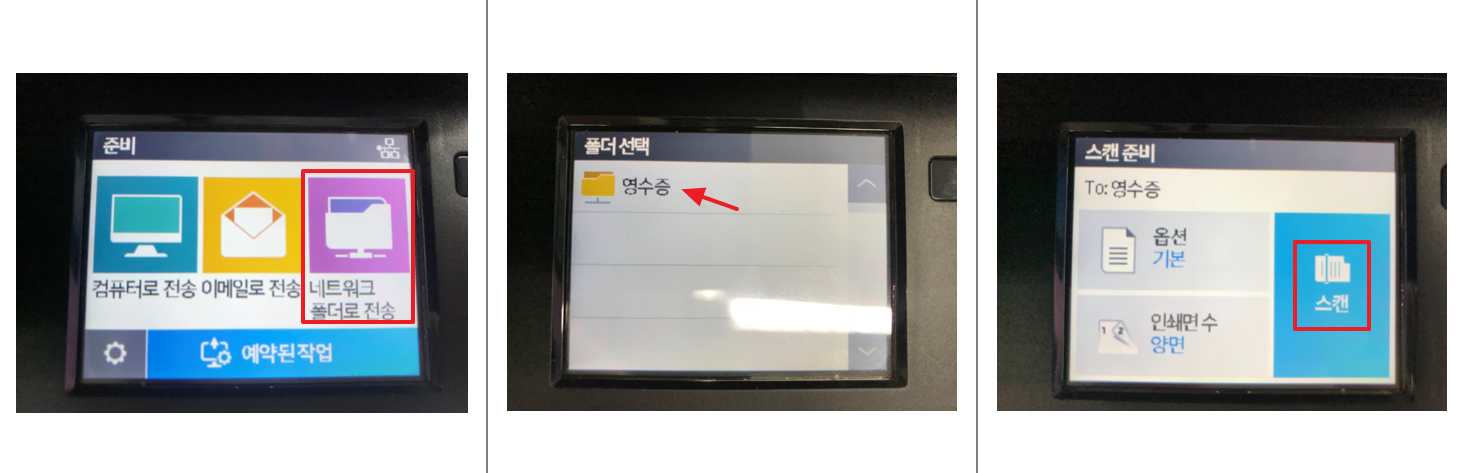 준비
컴퓨터로 전송
이메일로 전송
네트워크
폴더로 전송
예약된 작업
폴더 선택
영수증
스캔 준비
To: 영수증
옵션
기본
스캔
1 2
인쇄면 수
양면